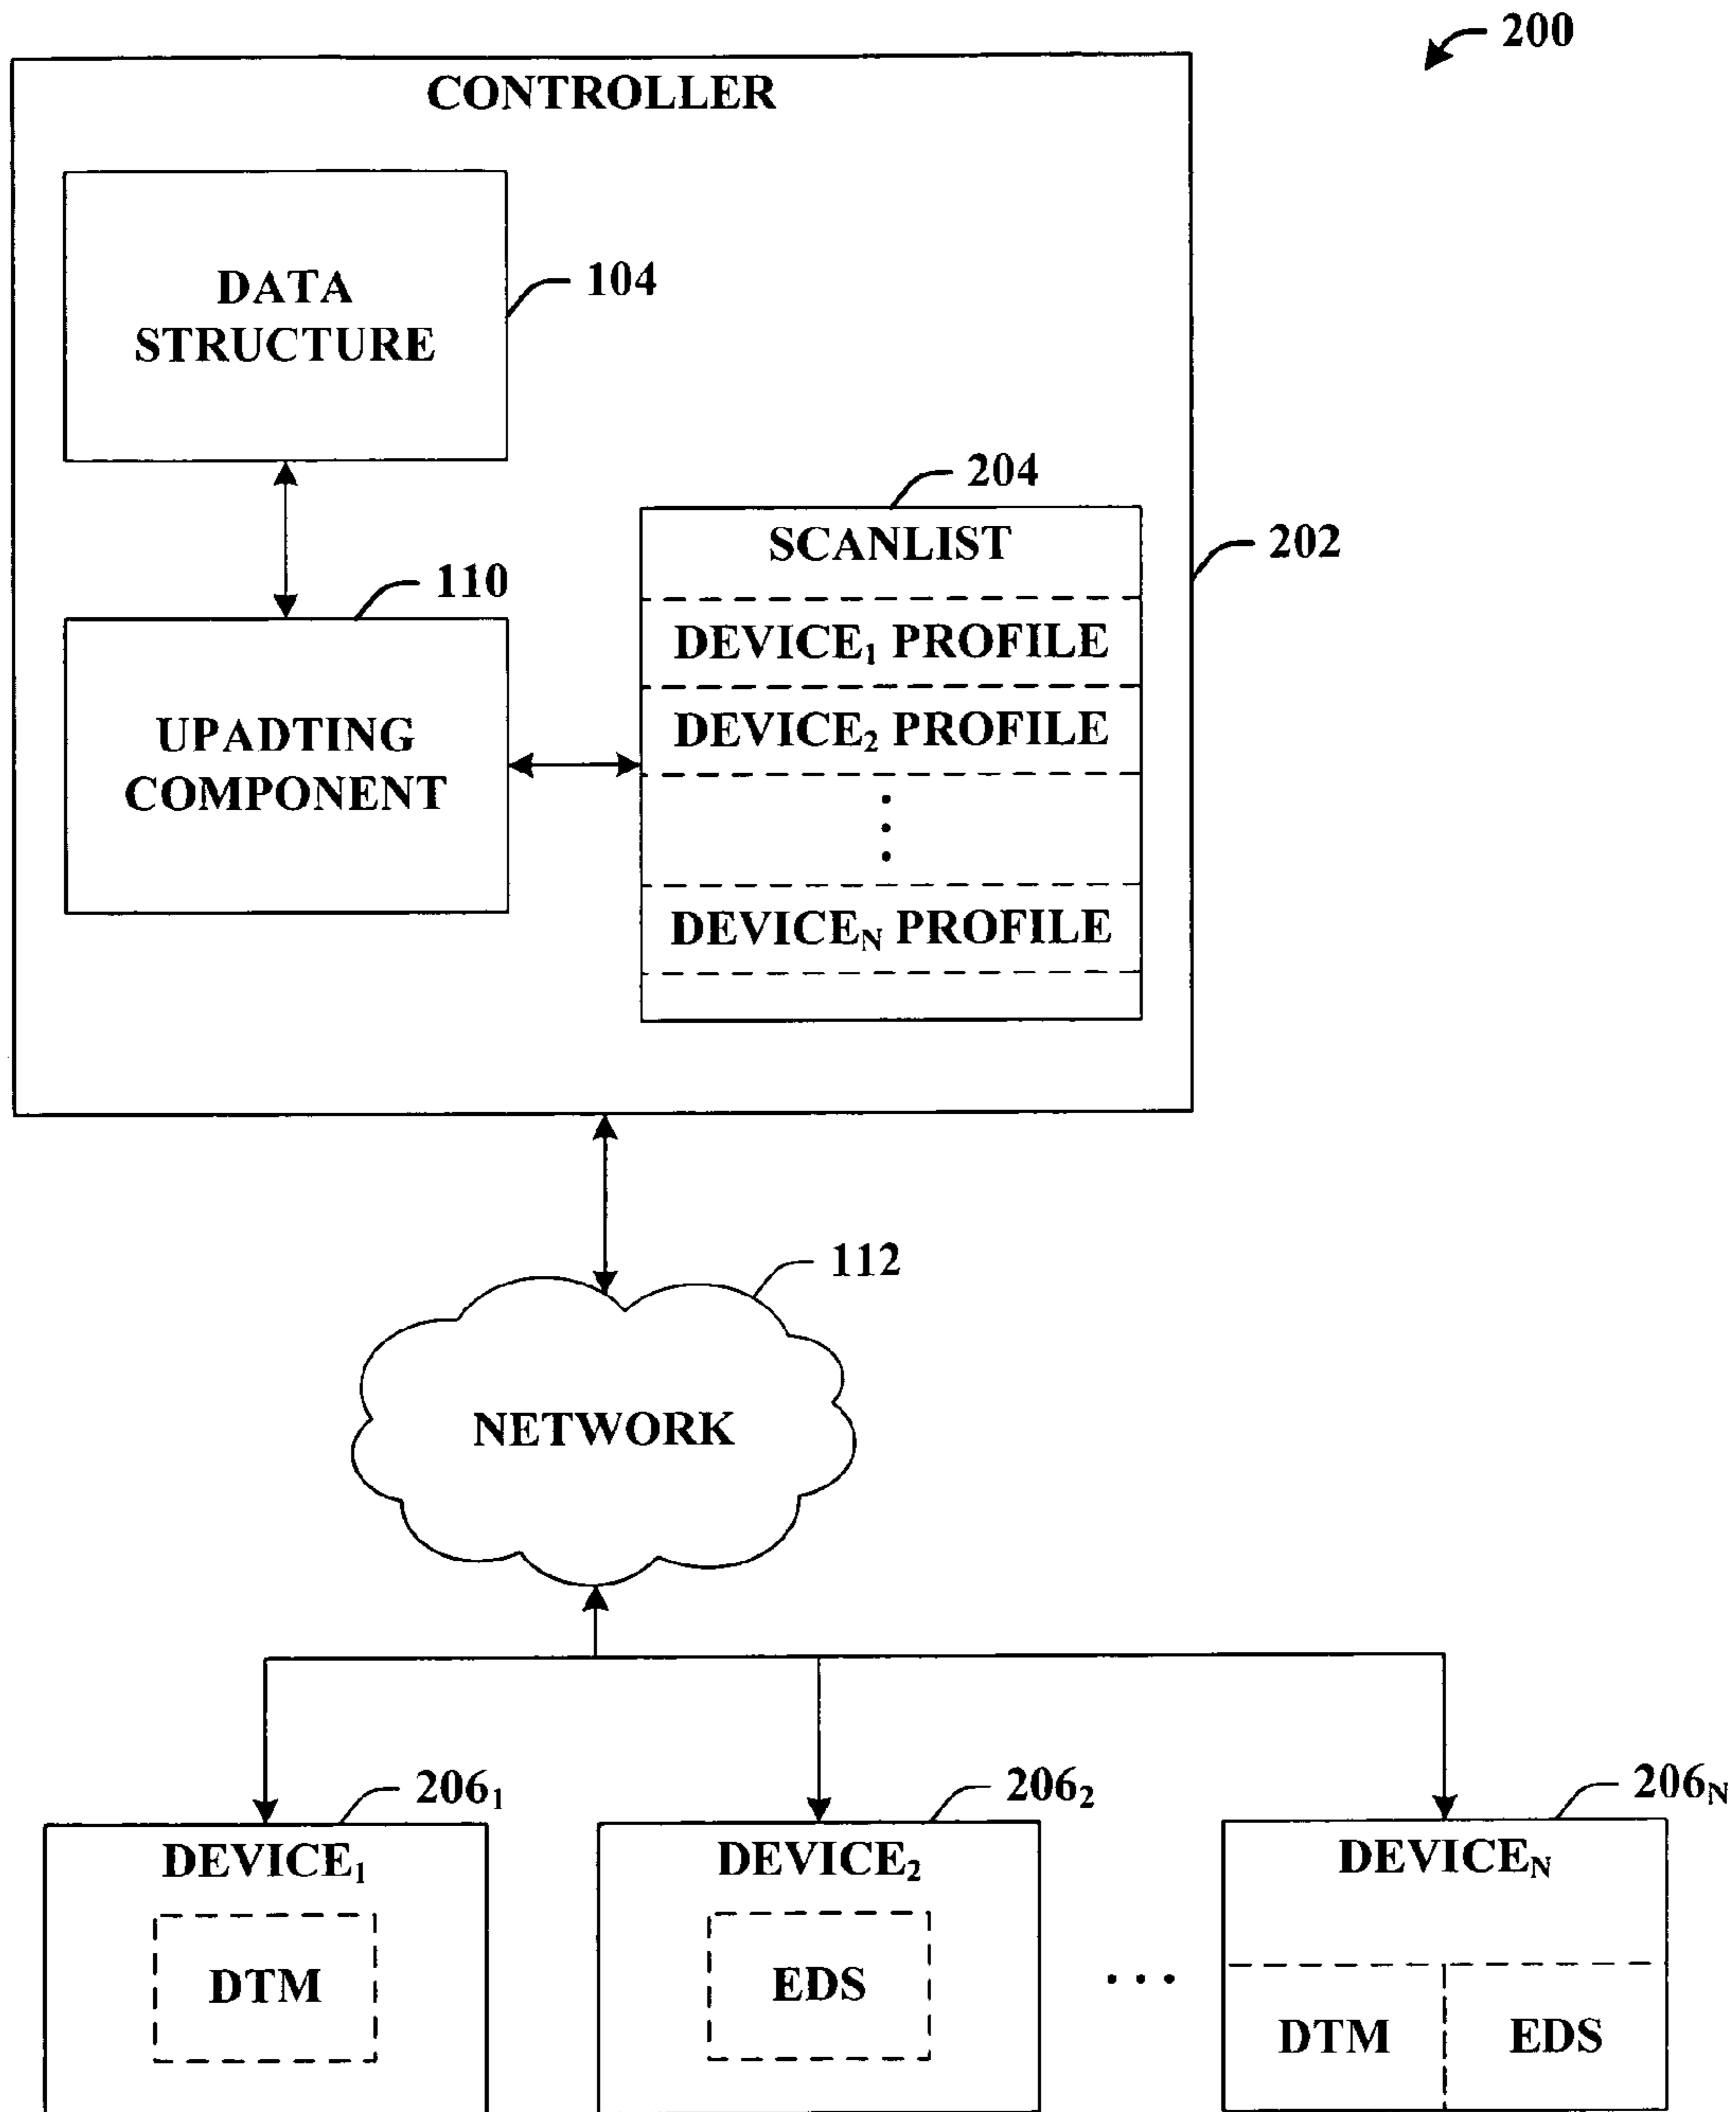 200
CONTROLLER
DATA
STRUCTURE
104
204
SCANLIST
202
110
DEVICE₁ PROFILE
UPADTING
COMPONENT
DEVICE₂ PROFILE
⋮
DEVICEN PROFILE
112
NETWORK
206₁
206₂
206N
DEVICE₁
DEVICE₂
DEVICEN
DTM
EDS
...
DTM
EDS